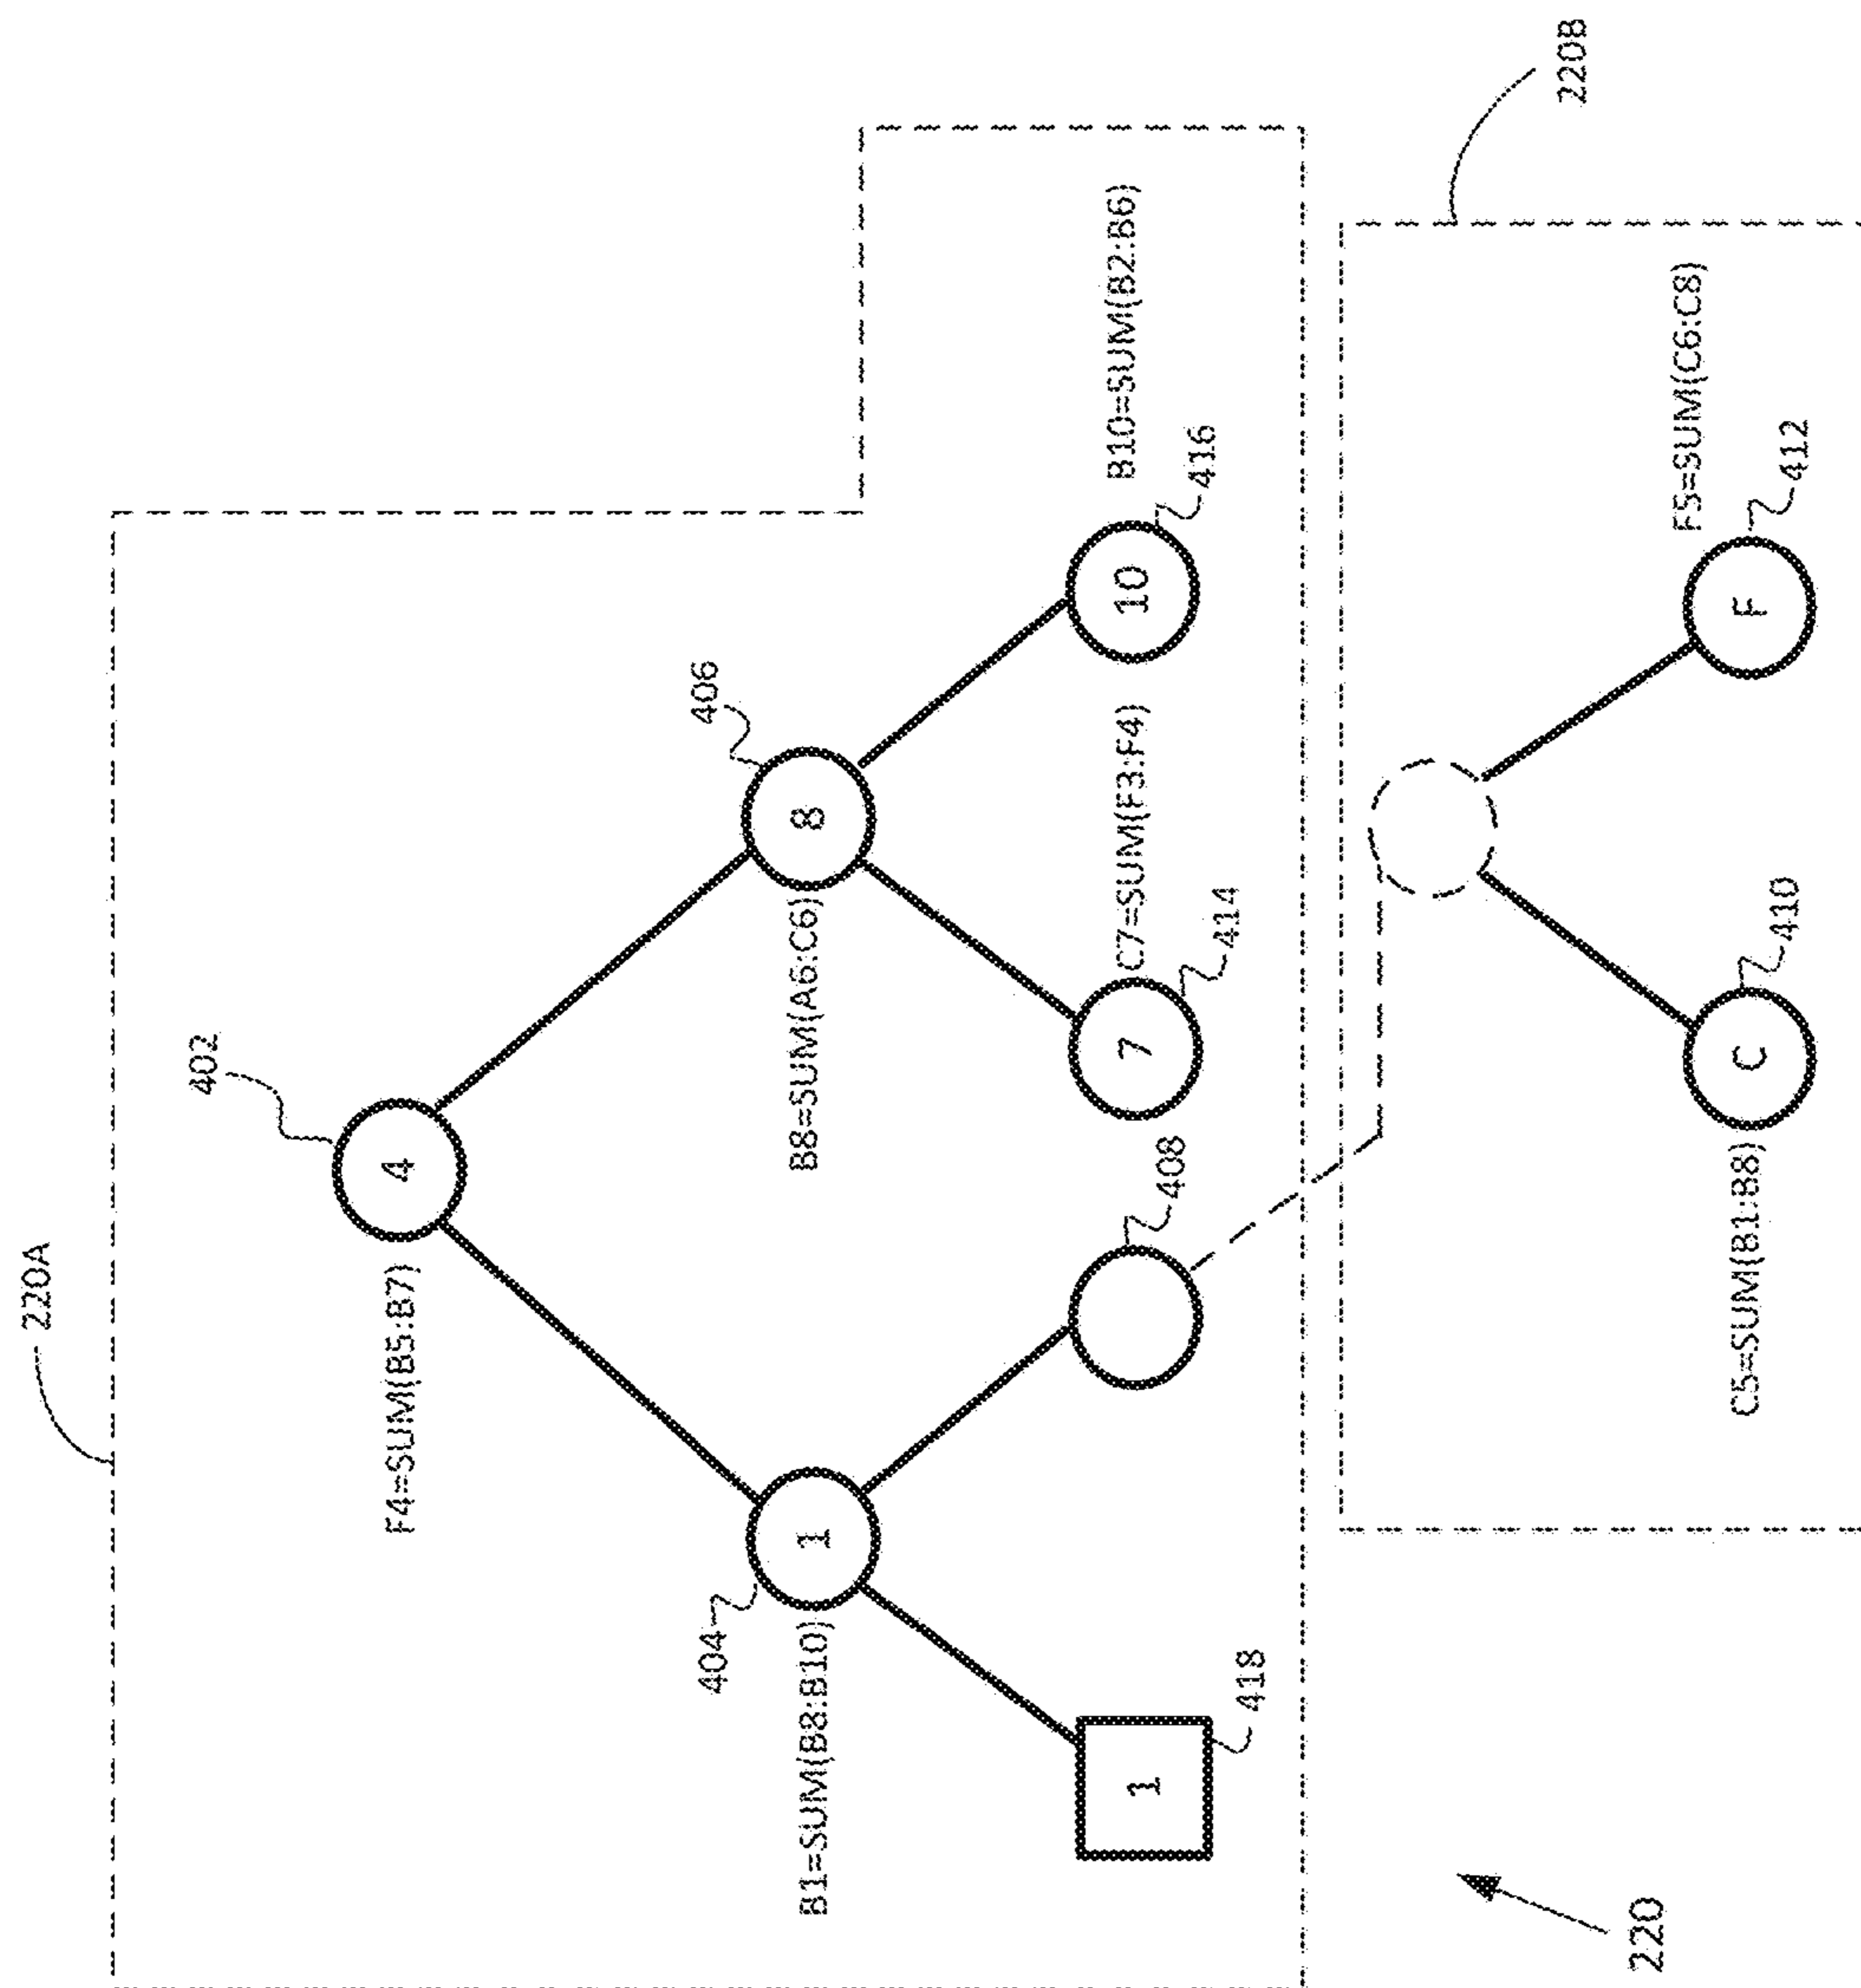 220A
402
4
F4=SUM(B5:B7)
406
8
B8=SUM(A6:C6)
404
1
B1=SUM(B8:B10)
B10=SUM(B2:B6)
10
416
C7=SUM(F3:F4)
7
414
408
1
418
220B
F5=SUM(C6:C8)
F
412
C
410
C5=SUM(B1:B8)
220